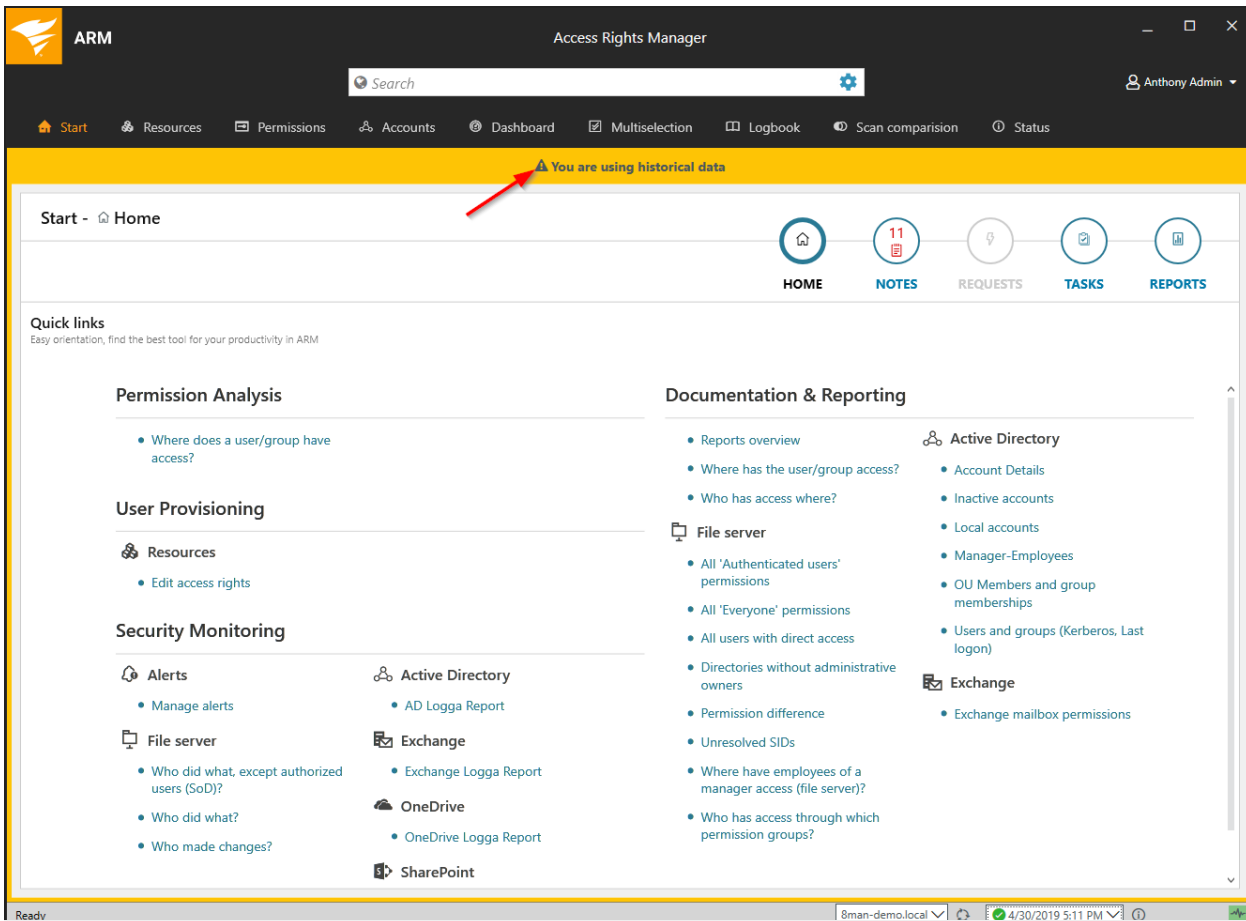 ARM
Access Rights Manager
Search
Anthony Admin
Start
Resources
Permissions
Accounts
Dashboard
Multiselection
Logbook
Scan comparision
Status
You are using historical data
Start - Home
11
HOME
NOTES
REQUESTS
TASKS
REPORTS
Quick links
Easy orientation, find the best tool for your productivity in ARM
Permission Analysis
Where does a user/group have
access?
User Provisioning
Resources
Edit access rights
Security Monitoring
Alerts
Manage alerts
File server
Who did what, except authorized
users (SoD)?
Who did what?
Who made changes?
Active Directory
AD Logga Report
Exchange
Exchange Logga Report
OneDrive
OneDrive Logga Report
SharePoint
Documentation & Reporting
Reports overview
Where has the user/group access?
Who has access where?
File server
All 'Authenticated users'
permissions
All 'Everyone' permissions
All users with direct access
Directories without administrative
owners
Permission difference
Unresolved SIDs
Where have employees of a
manager access (file server)?
Who has access through which
permission groups?
Active Directory
Account Details
Inactive accounts
Local accounts
Manager-Employees
OU Members and group
memberships
Users and groups (Kerberos, Last
logon)
Exchange
Exchange mailbox permissions
Ready
8man-demo.local
4/30/2019 5:11 PM